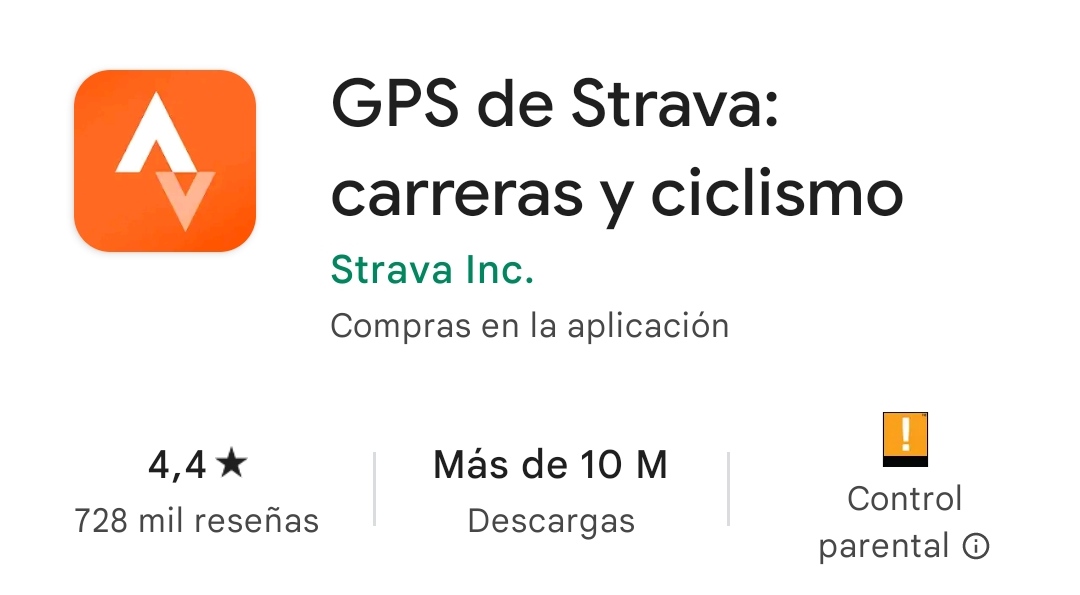 GPS de Strava:
carreras y ciclismo
Strava Inc.
Compras en la aplicación
4,4★
728 mil reseñas
Más de 10 M
Descargas
!
Control
parental